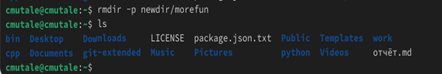 cmutale@cmutale:~$ rmdir -p newdir/morefun
cmutale@cmutale:~$ ls
bin Desktop Downloads LICENSE package.json.txt Public Templates work
cpp Documents git-extended Music Pictures python Videos отчёт.md
cmutale@cmutale:~$